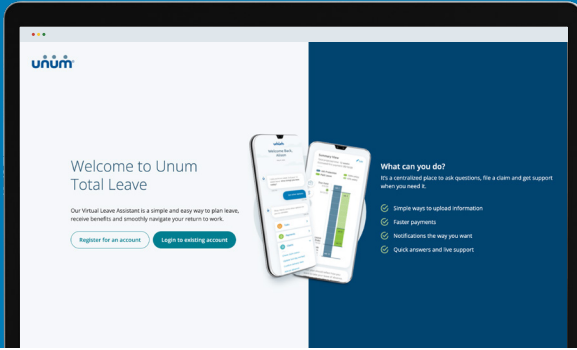 unum
Welcome to Unum
Total Leave
Our Virtual Leave Assistant is a simple and easy way to plan leave,
receive benefits and smoothly navigate your return to work.
Register for an account
Login to existing account
unum
Welcome Back,
What can you do?
It's a centralized place to ask questions, file a claim and get support
when you need it.
Simple ways to upload information
Faster payments
Notifications the way you want
Quick answers and live support